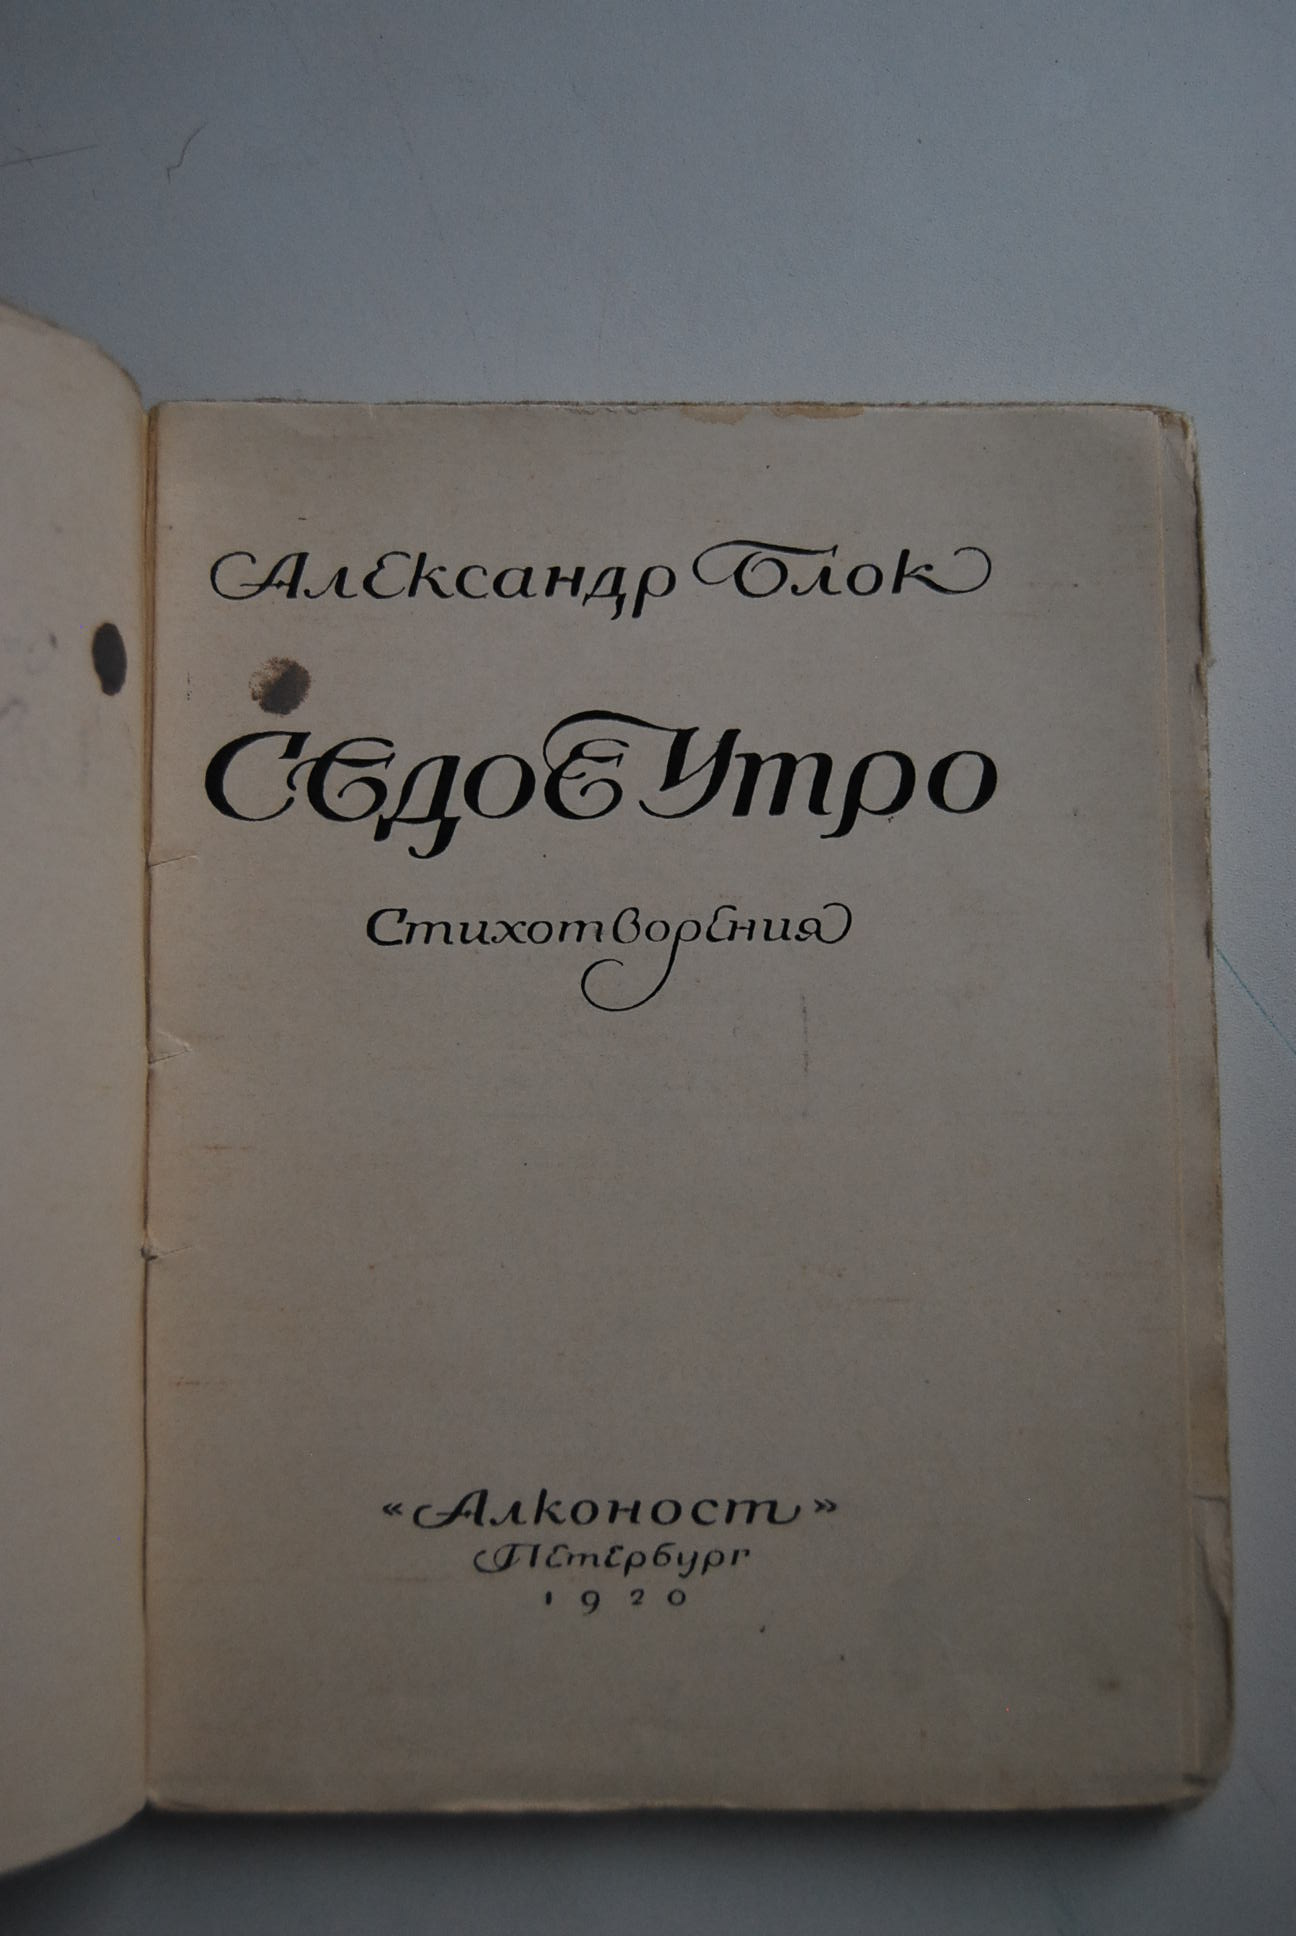 Александр Блок
Седое Утро
Стихотворения
«Алконост»
Петербург
1920